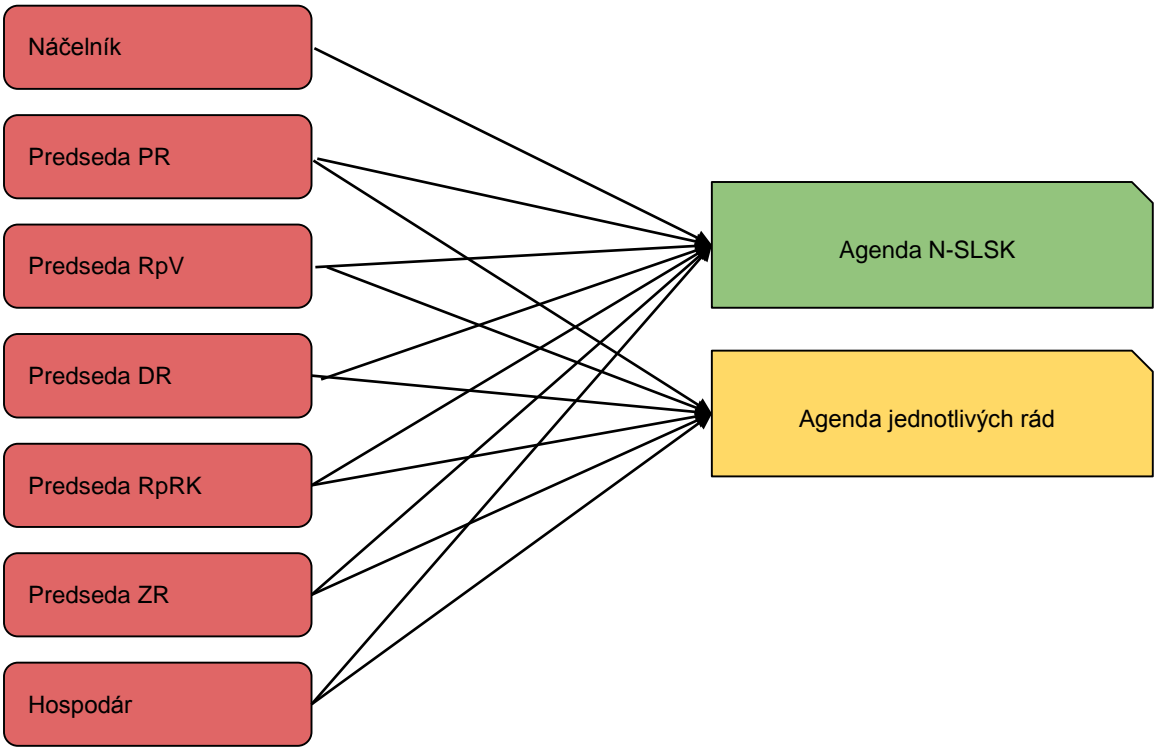 Náčelník
Predseda PR
Predseda RpV
Predseda DR
Predseda RpRK
Predseda ZR
Hospodár
Agenda N-SLSK
Agenda jednotlivých rád